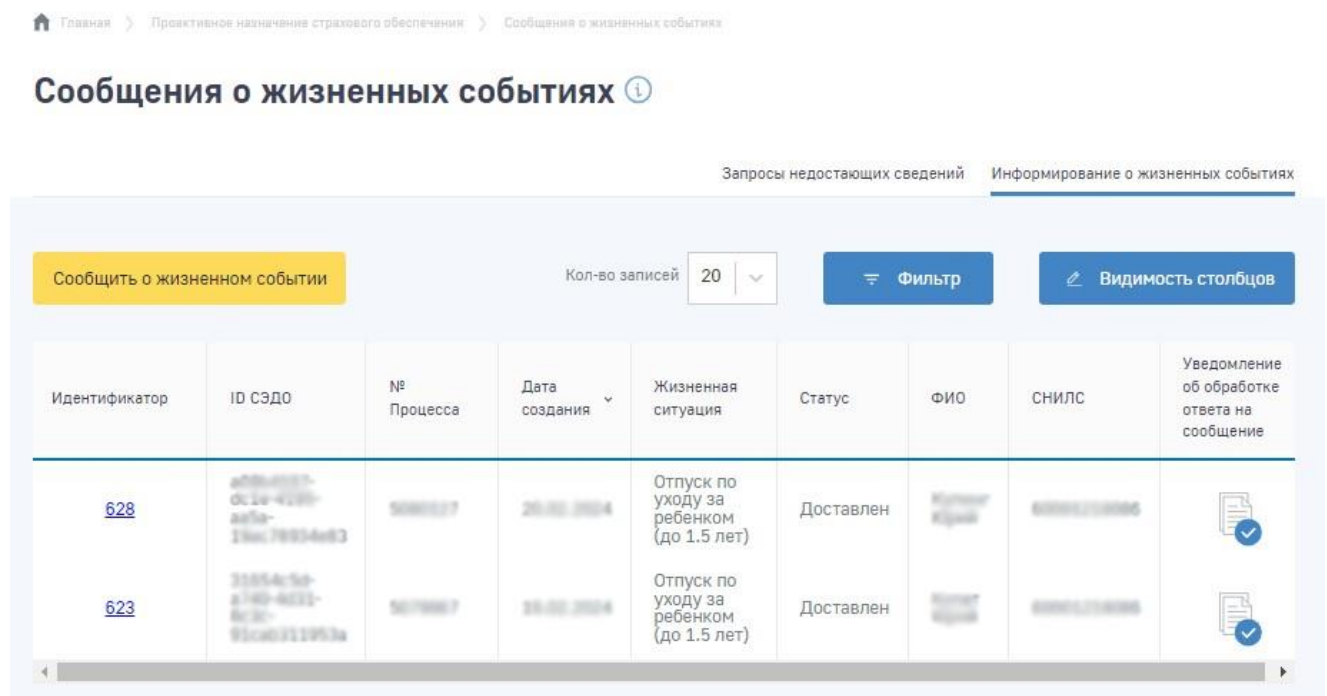 Главная > Проактивное назначение страхового обеспечения > Сообщения о жизненных событиях
Сообщения о жизненных событиях
Запросы недостающих сведений Информирование о жизненных событиях
Сообщить о жизненном событии Кол-во записей 20 Фильтр Видимость столбцов
Идентификатор
ID СЭДО
№
Процесса
Дата
создания
Жизненная
ситуация
Статус
ФИО
СНИЛС
Уведомление
об обработке
ответа на
сообщение
628
Отпуск по
уходу за
ребенком
(до 1.5 лет)
Доставлен
623
Отпуск по
уходу за
ребенком
(до 1.5 лет)
Доставлен